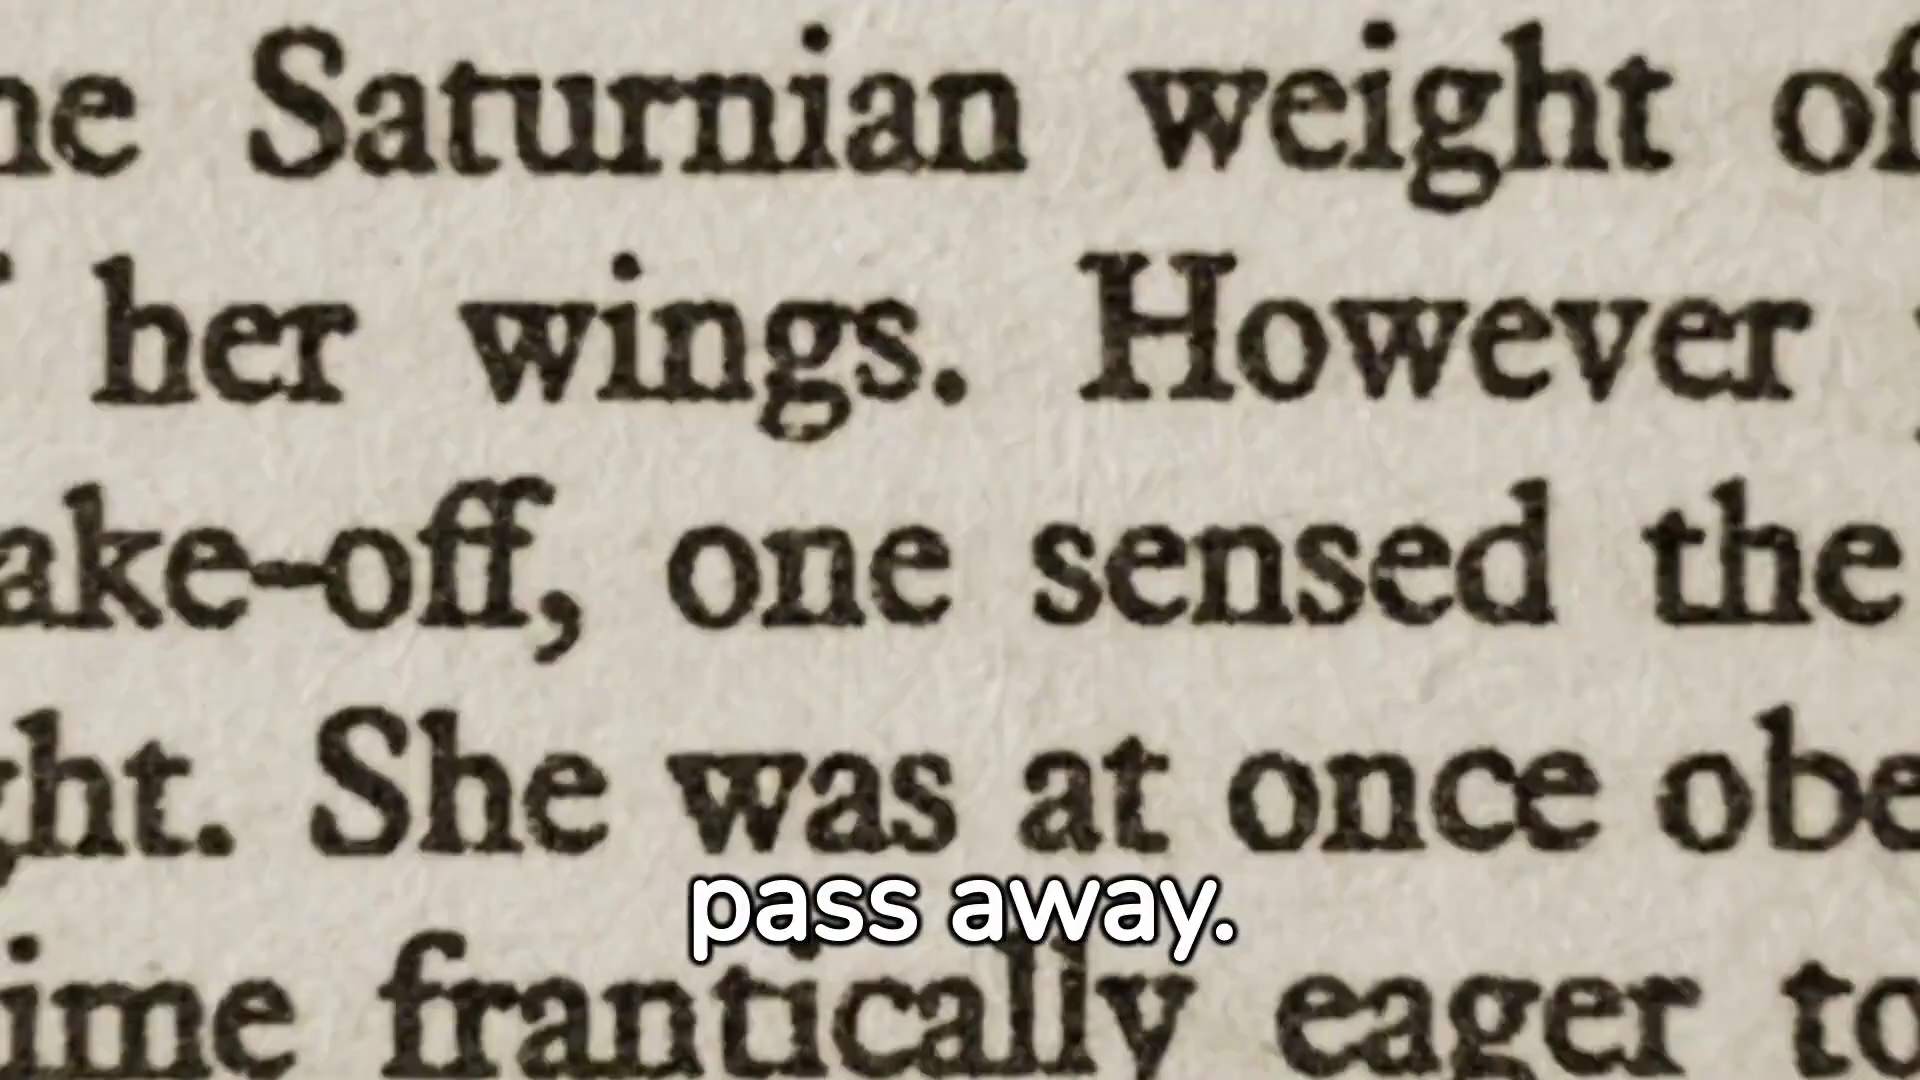 ne Saturnian weight of
her wings. However
ake-off, one sensed the
ght. She was at once obe
pass away.
ime frantically eager to